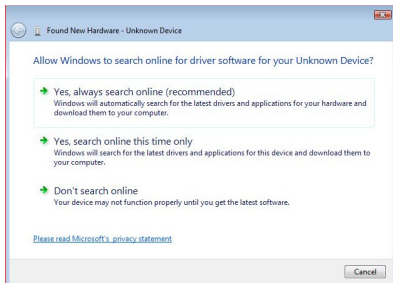 Found New Hardware - Unknown Device
Allow Windows to search online for driver software for your Unknown Device?
Yes, always search online (recommended)
Windows will automatically search for the latest drivers and applications for your hardware and
download them to your computer.
Yes, search online this time only
Windows will search for the latest drivers and applications for this device and download them to
your computer.
Don't search online
Your device may not function properly until you get the latest software.
Please read Microsoft's privacy statement
Cancel